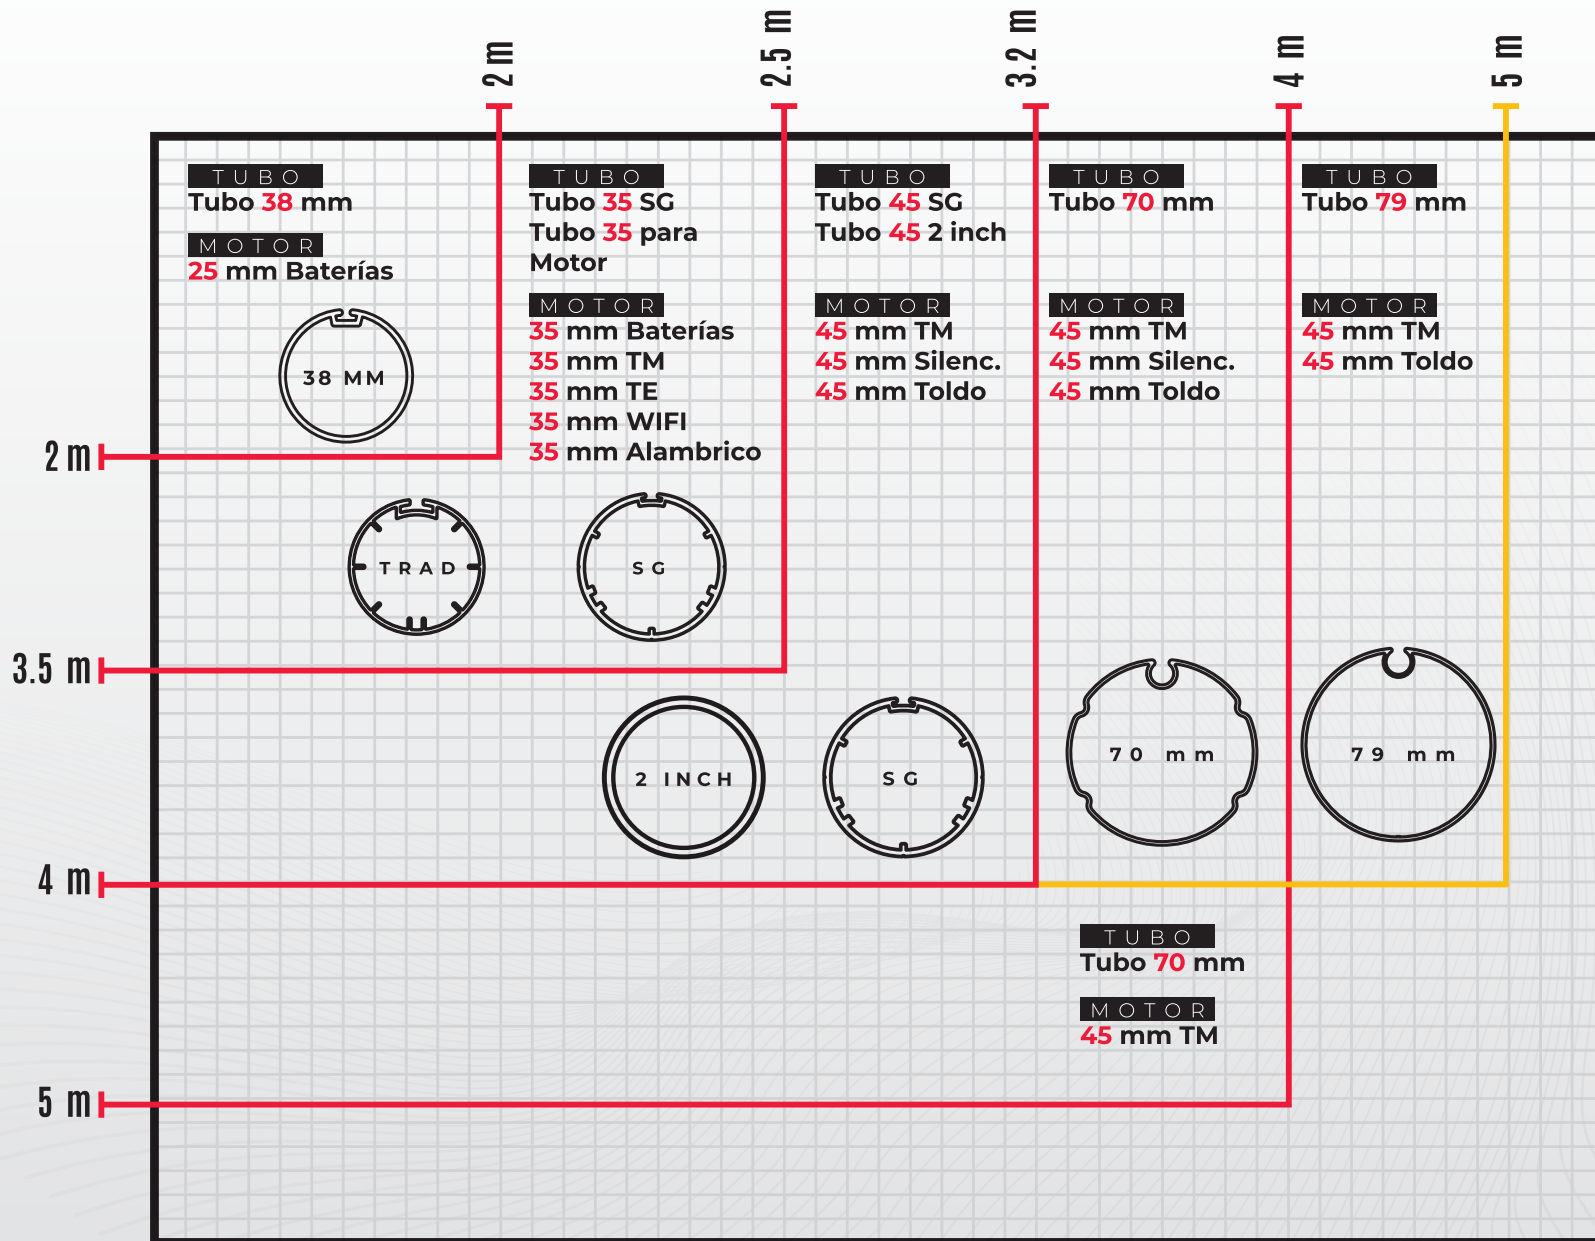 2 m
2.5 m
3.2 m
4 m
5 m
TUBO
Tubo 38 mm
MOTOR
25 mm Baterías
38 MM
TUBO
Tubo 35 SG
Tubo 35 para
Motor
MOTOR
35 mm Baterías
35 mm TM
35 mm TE
35 mm WIFI
35 mm Alambrico
TUBO
Tubo 45 SG
Tubo 45 2 inch
MOTOR
45 mm TM
45 mm Silenc.
45 mm Toldo
TUBO
Tubo 70 mm
MOTOR
45 mm TM
45 mm Silenc.
45 mm Toldo
TUBO
Tubo 79 mm
MOTOR
45 mm TM
45 mm Toldo
2 m
TRAD
SG
3.5 m
2 INCH
SG
70 mm
79 mm
4 m
TUBO
Tubo 70 mm
MOTOR
45 mm TM
5 m